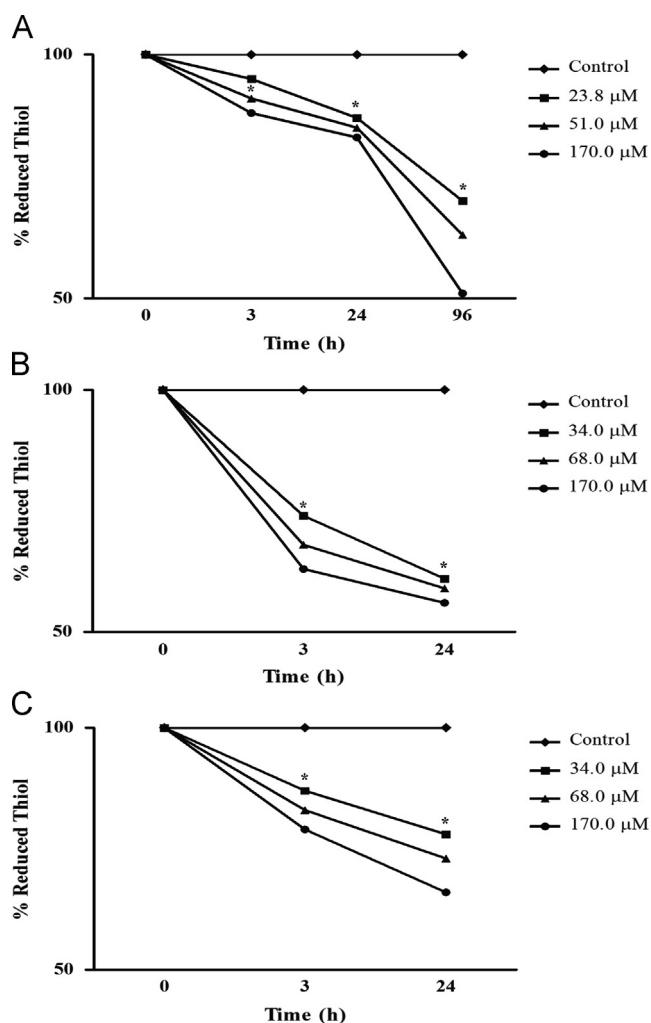 A
100
50
% Reduced Thiol
*
*
*
0 3 24 96
Time (h)
Control
23.8 µM
51.0 µM
170.0 µM
B
100
50
% Reduced Thiol
*
*
0 3 24
Time (h)
Control
34.0 µM
68.0 µM
170.0 µM
C
100
50
% Reduced Thiol
*
*
0 3 24
Time (h)
Control
34.0 µM
68.0 µM
170.0 µM